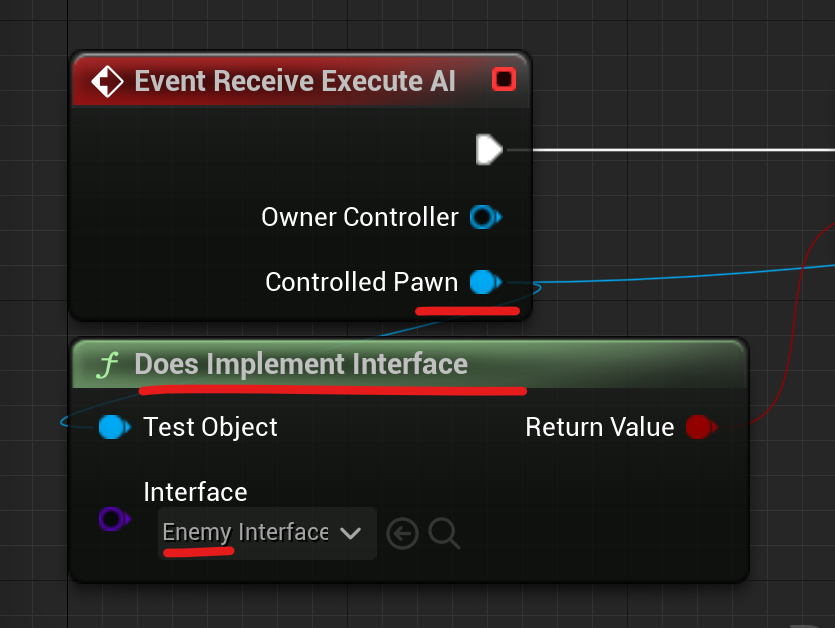 Event Receive Execute AI
Owner Controller
Controlled Pawn
f Does Implement Interface
Test Object
Return Value
Interface
Enemy Interface